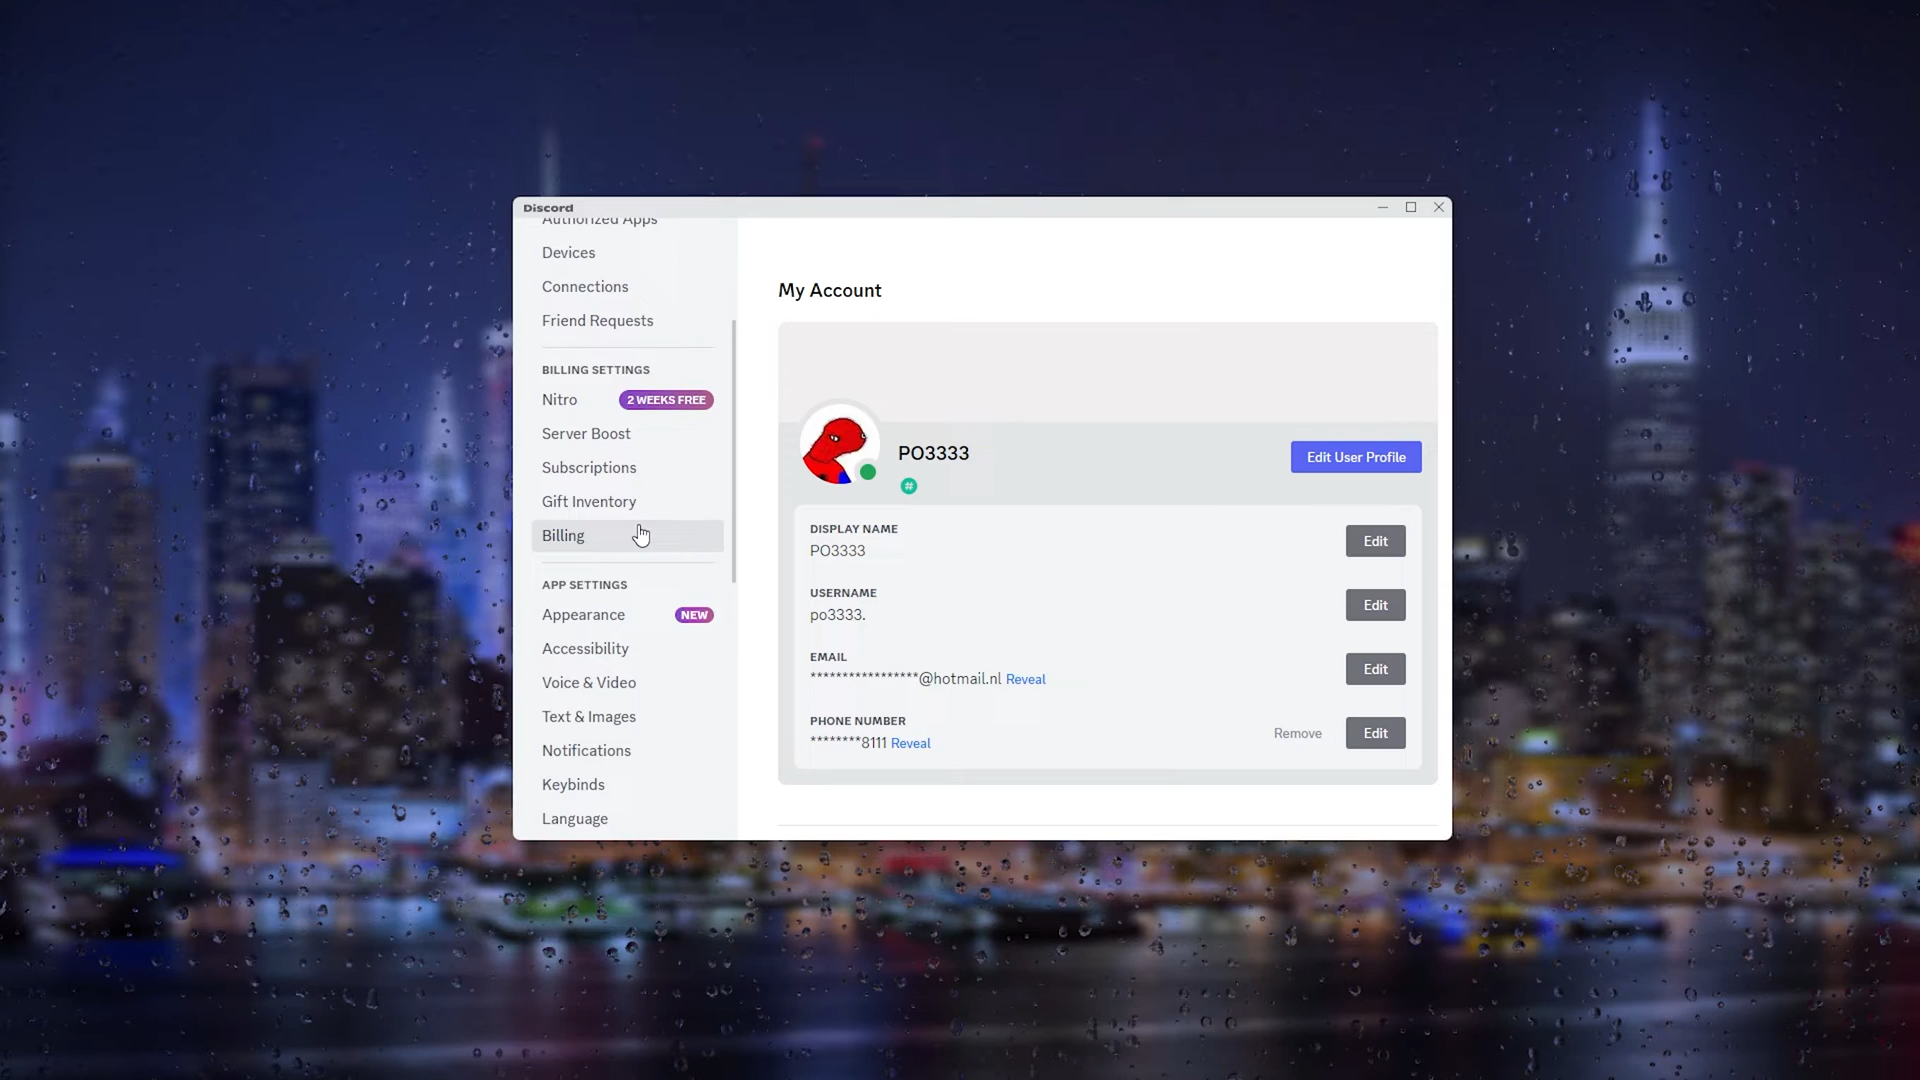 Discord
Authorized Apps
Devices
Connections
Friend Requests
BILLING SETTINGS
Nitro 2 WEEKS FREE
Server Boost
Subscriptions
Gift Inventory
Billing
APP SETTINGS
Appearance NEW
Accessibility
Voice & Video
Text & Images
Notifications
Keybinds
Language
My Account
PO3333
#
Edit User Profile
DISPLAY NAME
PO3333
Edit
USERNAME
po3333.
Edit
EMAIL
*****************@hotmail.nl Reveal
Edit
PHONE NUMBER
********8111 Reveal
Remove
Edit